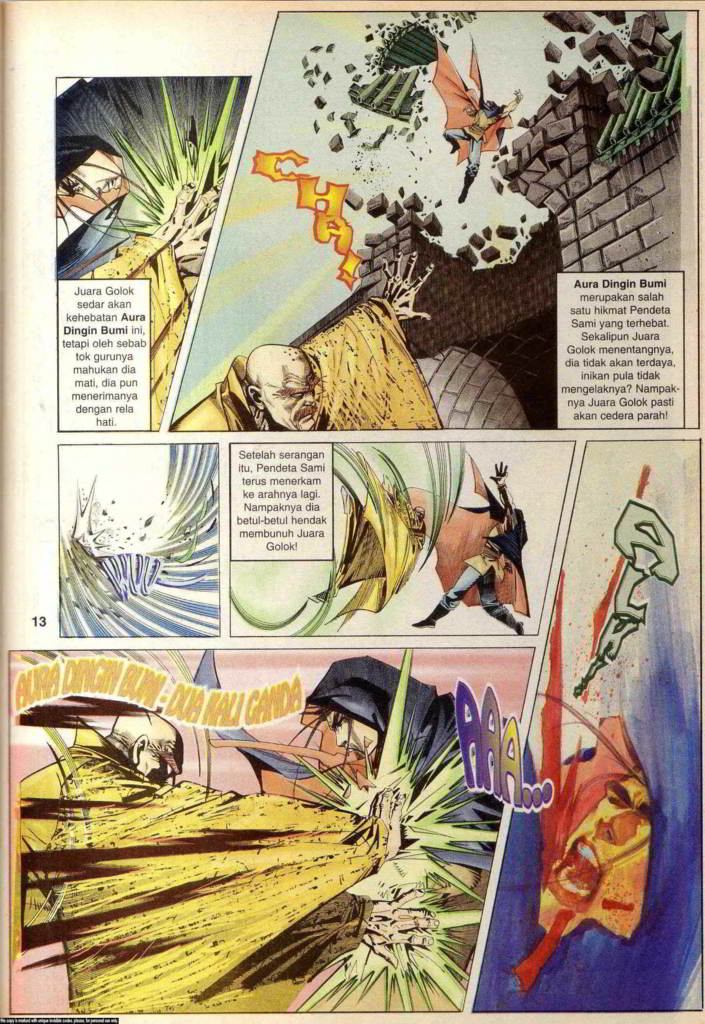 Juara Golok
sedar akan
kehebatan Aura
Dingin Bumi ini,
tetapi oleh sebab
tok gurunya
mahukan dia
mati, dia pun
menerimanya
dengan rela
hati.
CHA!
Aura Dingin Bumi
merupakan salah
satu hikmat Pendeta
Sami yang terhebat.
Sekalipun Juara
Golok menentangnya,
dia tidak akan terdaya,
inikan pula tidak
mengelaknya? Nampak-
nya Juara Golok pasti
akan cedera parah!
Setelah serangan
itu, Pendeta Sami
terus menerkam
ke arahnya lagi.
Nampaknya dia
betul-betul hendak
membunuh Juara
Golok!
13
AURA DINGIN BUMI - DUA KALI GANDA
AAA...